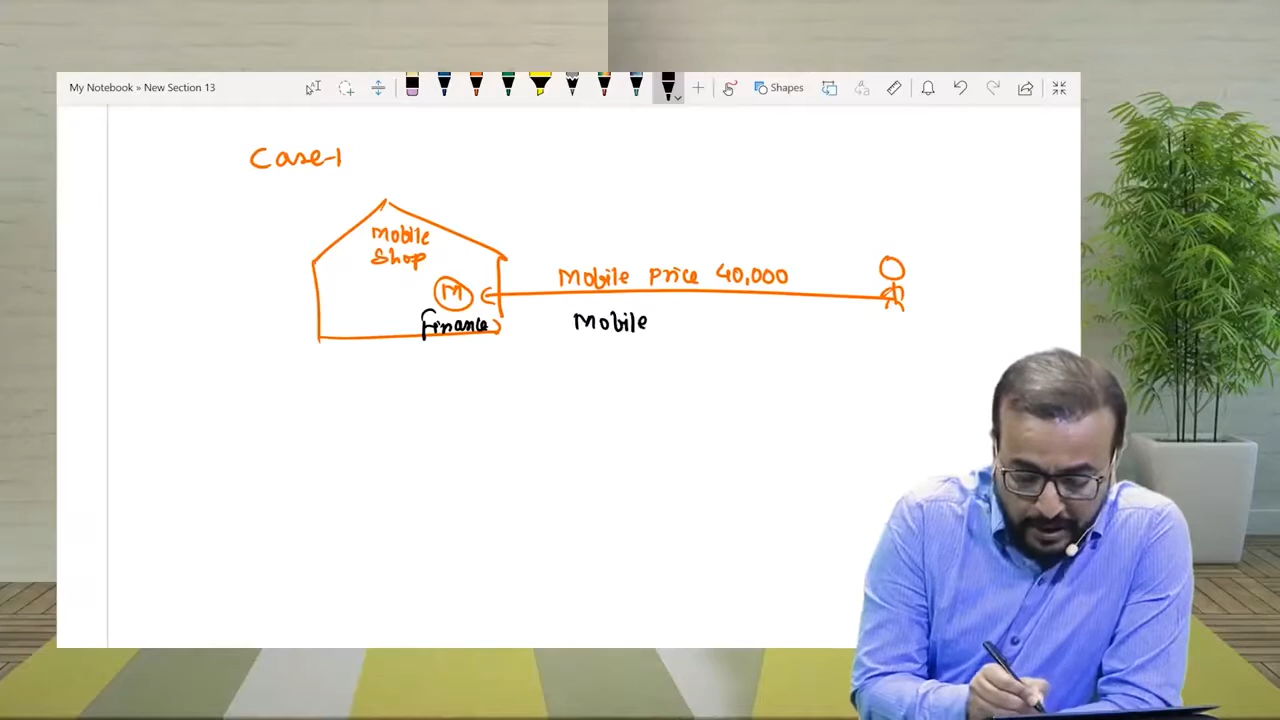 My Notebook » New Section 13
Shapes
Case-1
Mobile
Shop
M
Mobile Price 40,000
Finance
Mobile